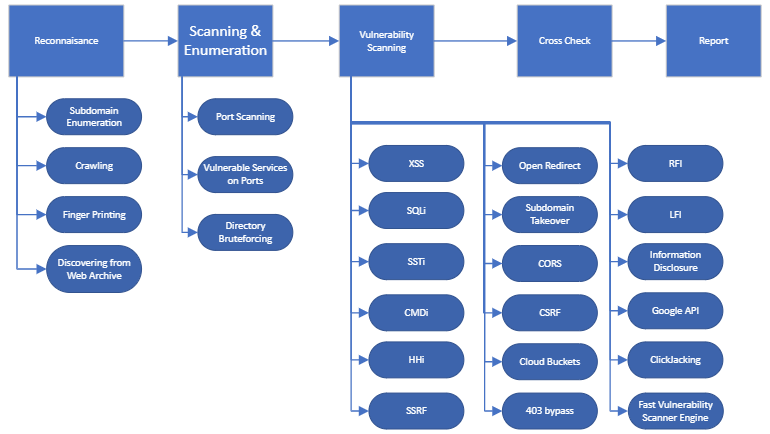 Reconnaisance
Scanning &
Enumeration
Vulnerability
Scanning
Cross Check
Report
Subdomain
Enumeration
Crawling
Finger Printing
Discovering from
Web Archive
Port Scanning
Vulnerable Services
on Ports
Directory
Bruteforcing
XSS
SQLi
SSTi
CMDi
HHi
SSRF
Open Redirect
Subdomain
Takeover
CORS
CSRF
Cloud Buckets
403 bypass
RFI
LFI
Information
Disclosure
Google API
ClickJacking
Fast Vulnerability
Scanner Engine